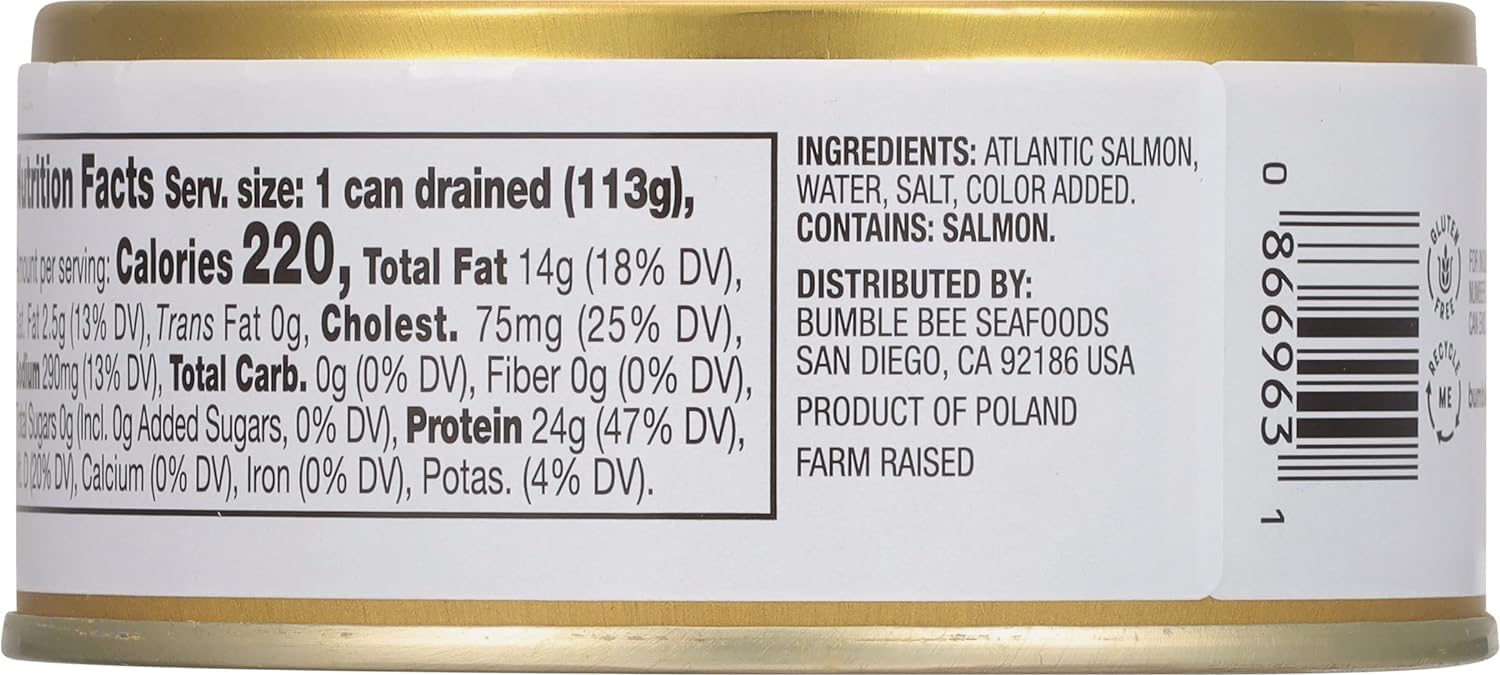 Nutrition Facts Serv. size: 1 can drained (113g),
Amount per serving: Calories 220, Total Fat 14g (18% DV),
Sat. Fat 2.5g (13% DV), Trans Fat 0g, Cholest. 75mg (25% DV),
Sodium 290mg (13% DV), Total Carb. 0g (0% DV), Fiber 0g (0% DV),
Total Sugars 0g (Incl. 0g Added Sugars, 0% DV), Protein 24g (47% DV),
D (20% DV), Calcium (0% DV), Iron (0% DV), Potas. (4% DV).
INGREDIENTS: ATLANTIC SALMON,
WATER, SALT, COLOR ADDED.
CONTAINS: SALMON.
DISTRIBUTED BY:
BUMBLE BEE SEAFOODS
SAN DIEGO, CA 92186 USA
PRODUCT OF POLAND
FARM RAISED
0 86696963 1
GLUTEN FREE
RECYCLE ME